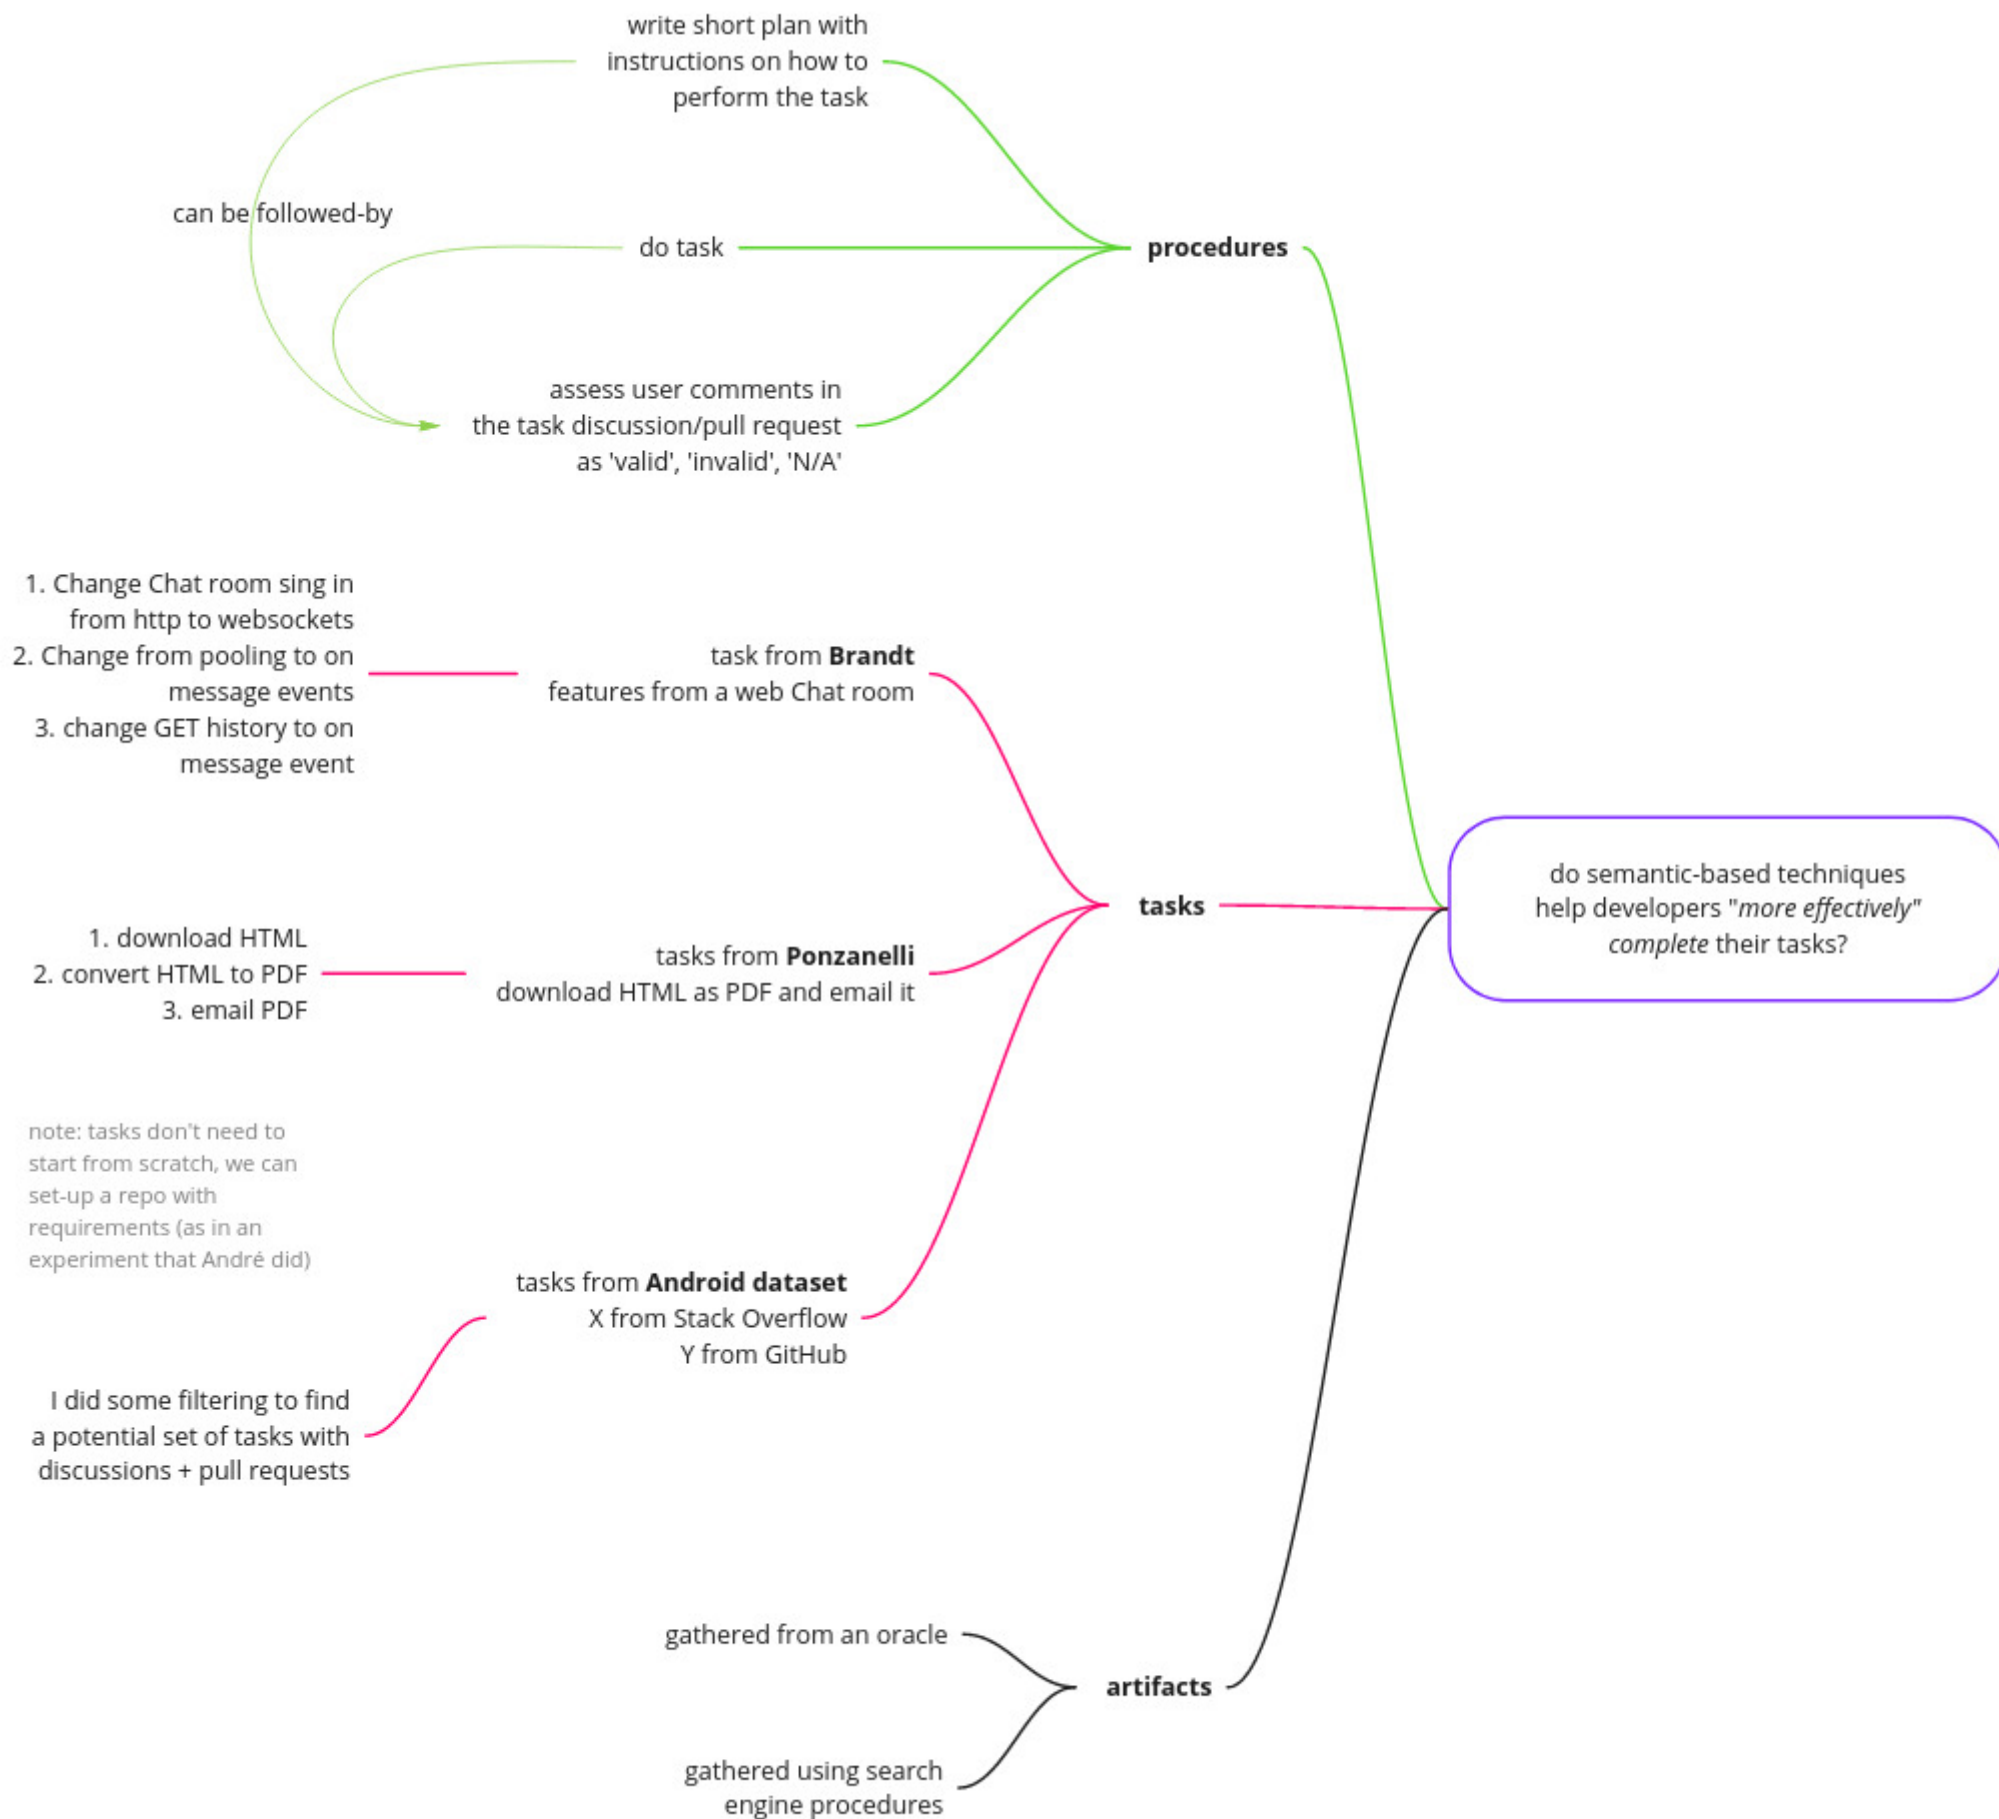 write short plan with
instructions on how to
perform the task
can be followed-by
do task
procedures
assess user comments in
the task discussion/pull request
as 'valid', 'invalid', 'N/A'
1. Change Chat room sing in
from http to websockets
2. Change from pooling to on
message events
3. change GET history to on
message event
task from Brandt
features from a web Chat room
do semantic-based techniques
help developers "more effectively"
complete their tasks?
tasks
1. download HTML
2. convert HTML to PDF
3. email PDF
tasks from Ponzanelli
download HTML as PDF and email it
note: tasks don't need to
start from scratch, we can
set-up a repo with
requirements (as in an
experiment that André did)
tasks from Android dataset
X from Stack Overflow
Y from GitHub
I did some filtering to find
a potential set of tasks with
discussions + pull requests
gathered from an oracle
artifacts
gathered using search
engine procedures